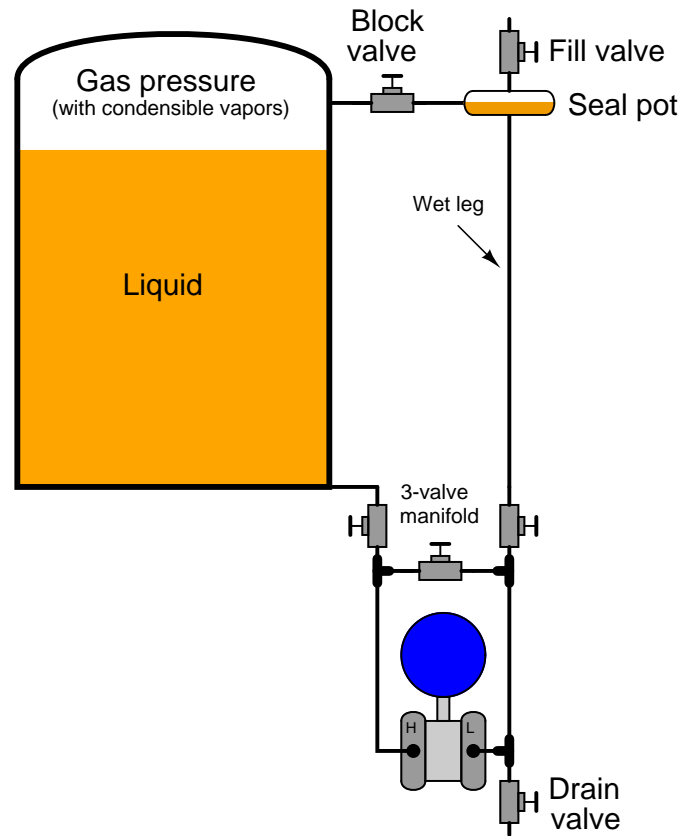 Block
valve
Fill valve
Gas pressure
(with condensible vapors)
Seal pot
Wet leg
Liquid
3-valve
manifold
H
L
Drain
valve